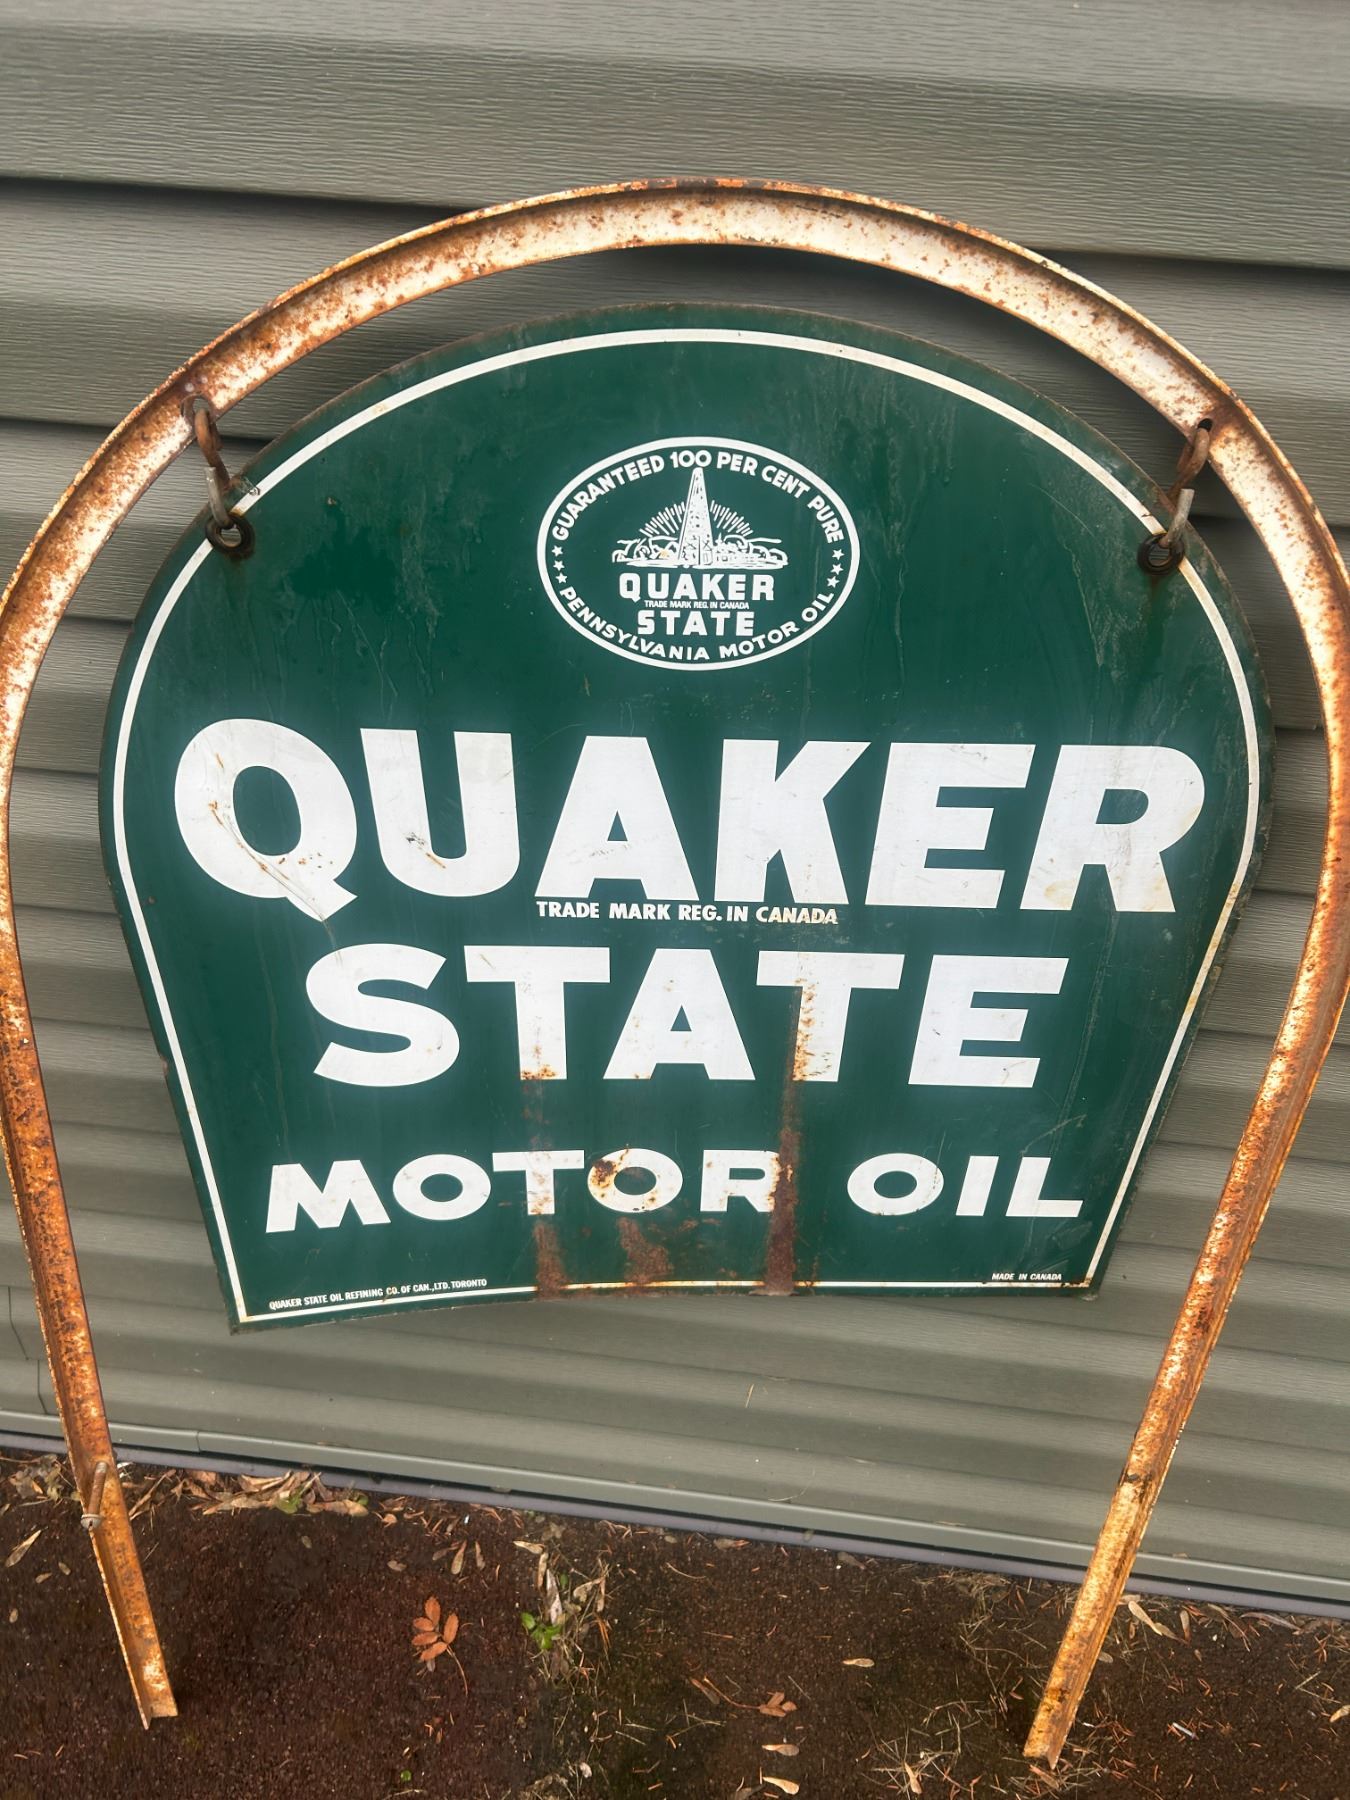 GUARANTEED 100 PER CENT PURE
QUAKER
TRADE MARK REG. IN CANADA
STATE
★★★ PENNSYLVANIA MOTOR OIL ★★★
QUAKER
TRADE MARK REG. IN CANADA
STATE
MOTOR OIL
QUAKER STATE OIL REFINING CO. OF CAN., LTD. TORONTO
MADE IN CANADA